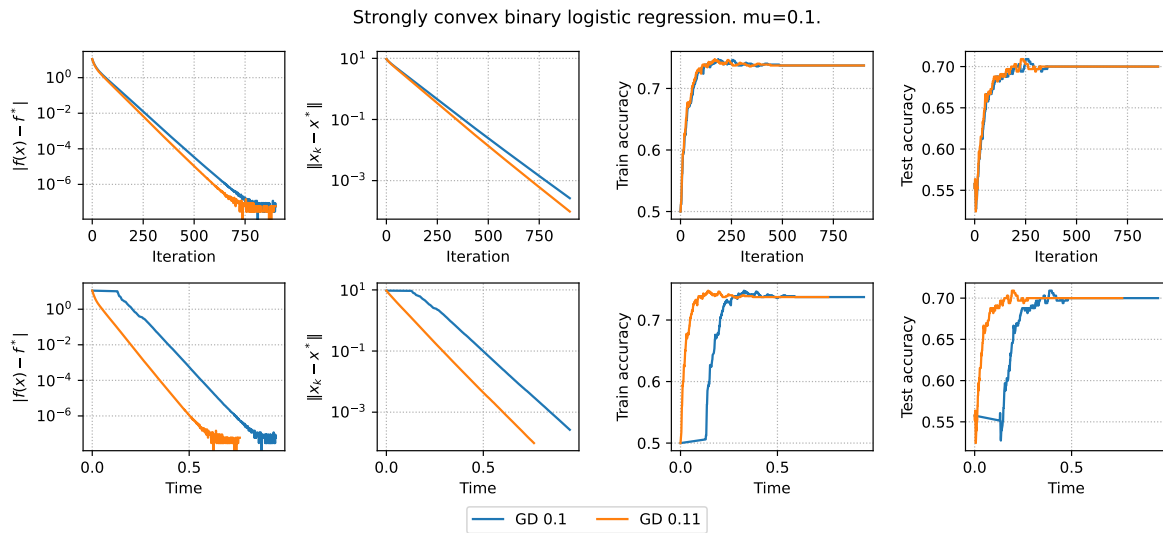 Strongly convex binary logistic regression. mu=0.1.
10^0
10^{-2}
10^{-4}
10^{-6}
|f(x) − f^*|
0 250 500 750
Iteration
10^1
10^{-1}
10^{-3}
‖x_k − x^*‖
0 250 500 750
Iteration
0.7
0.6
0.5
Train accuracy
0 250 500 750
Iteration
0.70
0.65
0.60
0.55
Test accuracy
0 250 500 750
Iteration
10^0
10^{-2}
10^{-4}
10^{-6}
|f(x) − f^*|
0.0 0.5
Time
10^1
10^{-1}
10^{-3}
‖x_k − x^*‖
0.0 0.5
Time
0.7
0.6
0.5
Train accuracy
0.0 0.5
Time
0.70
0.65
0.60
0.55
Test accuracy
0.0 0.5
Time
GD 0.1 GD 0.11